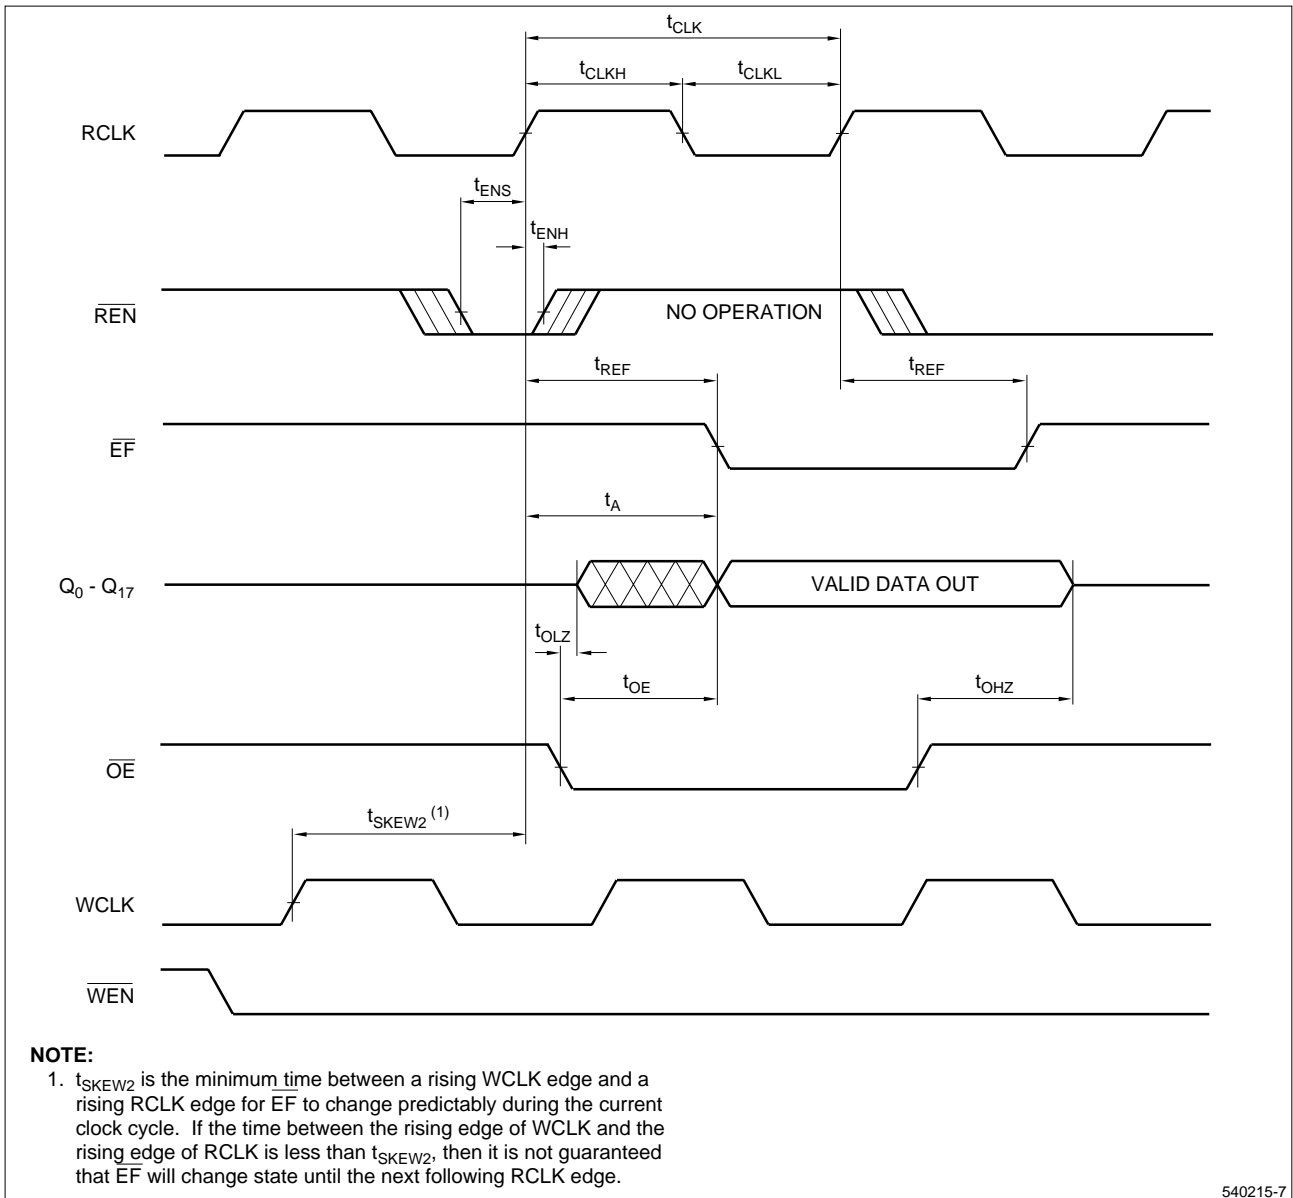 tCLK
tCLKH
tCLKL
RCLK
tENS
tENH
REN
NO OPERATION
tREF
tREF
EF
tA
Q0 - Q17
VALID DATA OUT
tOLZ
tOE
tOHZ
OE
tSKEW2 (1)
WCLK
WEN
NOTE:
1. tSKEW2 is the minimum time between a rising WCLK edge and a
rising RCLK edge for EF to change predictably during the current
clock cycle. If the time between the rising edge of WCLK and the
rising edge of RCLK is less than tSKEW2, then it is not guaranteed
that EF will change state until the next following RCLK edge.
540215-7